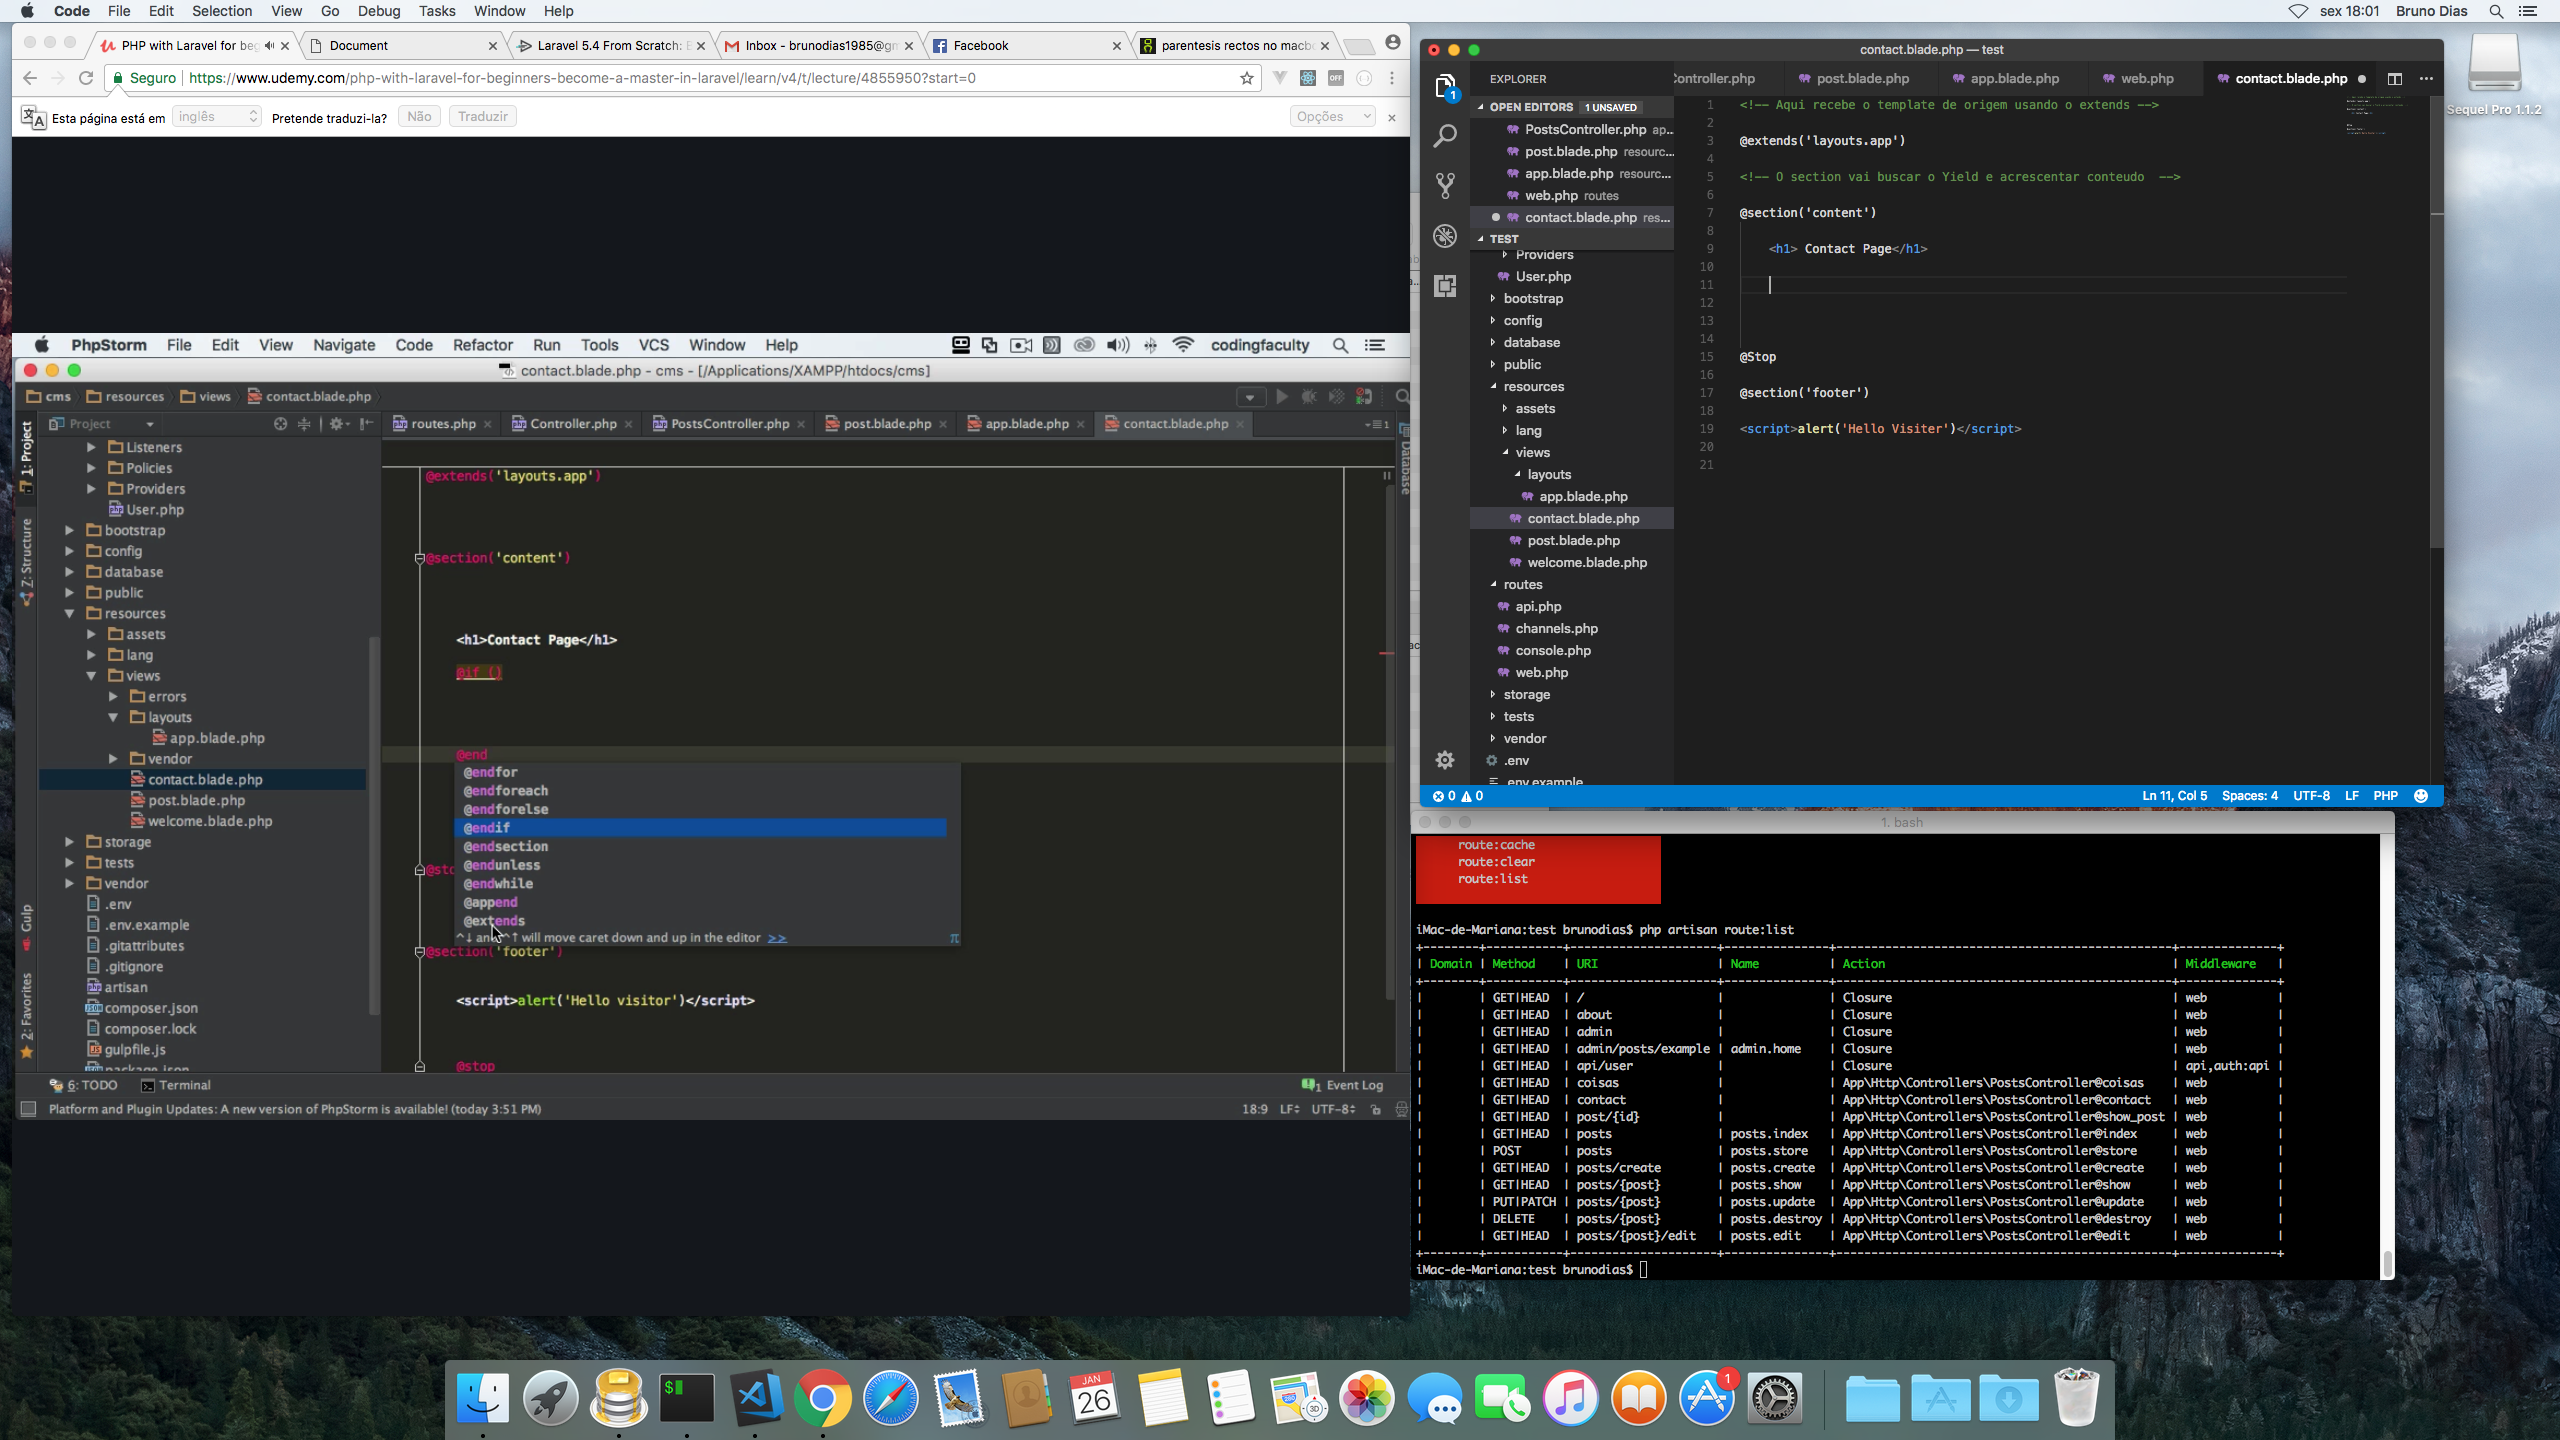 Code File Edit Selection View Go Debug Tasks Window Help
sex 18:01 Bruno Dias
PHP with Laravel for beg
Document
Laravel 5.4 From Scratch: E
Inbox - brunodias1985@gm
Facebook
parentesis rectos no macb
Seguro https://www.udemy.com/php-with-laravel-for-beginners-become-a-master-in-laravel/learn/v4/t/lecture/4855950?start=0
OFF
Esta página está em inglês Pretende traduzi-la? Não Traduzir Opções
PhpStorm File Edit View Navigate Code Refactor Run Tools VCS Window Help codingfaculty
contact.blade.php - cms - [/Applications/XAMPP/htdocs/cms]
cms resources views contact.blade.php
1: Project
Z: Structure
Gulp
2: Favorites
Database
Project
Listeners
Policies
Providers
User.php
bootstrap
config
database
public
resources
assets
lang
views
errors
layouts
app.blade.php
vendor
contact.blade.php
post.blade.php
welcome.blade.php
storage
tests
vendor
.env
.env.example
.gitattributes
.gitignore
artisan
composer.json
composer.lock
gulpfile.js
package.json
routes.php Controller.php PostsController.php post.blade.php app.blade.php contact.blade.php
@extends('layouts.app')
@section('content')
<h1>Contact Page</h1>
@if ()
@end
@endfor
@endforeach
@endforelse
@endif
@endsection
@endunless
@endwhile
@append
@extends
^↓ and ^↑ will move caret down and up in the editor >>
π
@sto
@section('footer')
<script>alert('Hello visitor')</script>
@stop
6: TODO Terminal 1 Event Log
Platform and Plugin Updates: A new version of PhpStorm is available! (today 3:51 PM) 18:9 LF UTF-8
contact.blade.php — test
1
EXPLORER
OPEN EDITORS 1 UNSAVED
PostsController.php ap...
post.blade.php resourc...
app.blade.php resourc...
web.php routes
contact.blade.php res...
TEST
Providers
User.php
bootstrap
config
database
public
resources
assets
lang
views
layouts
app.blade.php
contact.blade.php
post.blade.php
welcome.blade.php
routes
api.php
channels.php
console.php
web.php
storage
tests
vendor
.env
.env.example
Controller.php post.blade.php app.blade.php web.php contact.blade.php
1 <!-- Aqui recebe o template de origem usando o extends -->
2
3 @extends('layouts.app')
4
5 <!-- O section vai buscar o Yield e acrescentar conteudo -->
6
7 @section('content')
8
9 <h1> Contact Page</h1>
10
11
12
13
14
15 @Stop
16
17 @section('footer')
18
19 <script>alert('Hello Visiter')</script>
20
21
0 0 Ln 11, Col 5 Spaces: 4 UTF-8 LF PHP
Sequel Pro 1.1.2
1. bash
route:cache
route:clear
route:list
iMac-de-Mariana:test brunodias$ php artisan route:list
| Domain | Method | URI | Name | Action | Middleware |
| | GET|HEAD | / | | Closure | web |
| | GET|HEAD | about | | Closure | web |
| | GET|HEAD | admin | | Closure | web |
| | GET|HEAD | admin/posts/example | admin.home | Closure | web |
| | GET|HEAD | api/user | | Closure | api,auth:api |
| | GET|HEAD | coisas | | App\Http\Controllers\PostsController@coisas | web |
| | GET|HEAD | contact | | App\Http\Controllers\PostsController@contact | web |
| | GET|HEAD | post/{id} | | App\Http\Controllers\PostsController@show_post | web |
| | GET|HEAD | posts | posts.index | App\Http\Controllers\PostsController@index | web |
| | POST | posts | posts.store | App\Http\Controllers\PostsController@store | web |
| | GET|HEAD | posts/create | posts.create | App\Http\Controllers\PostsController@create | web |
| | GET|HEAD | posts/{post} | posts.show | App\Http\Controllers\PostsController@show | web |
| | PUT|PATCH | posts/{post} | posts.update | App\Http\Controllers\PostsController@update | web |
| | DELETE | posts/{post} | posts.destroy | App\Http\Controllers\PostsController@destroy | web |
| | GET|HEAD | posts/{post}/edit | posts.edit | App\Http\Controllers\PostsController@edit | web |
iMac-de-Mariana:test brunodias$
$
JAN
26
3D
1